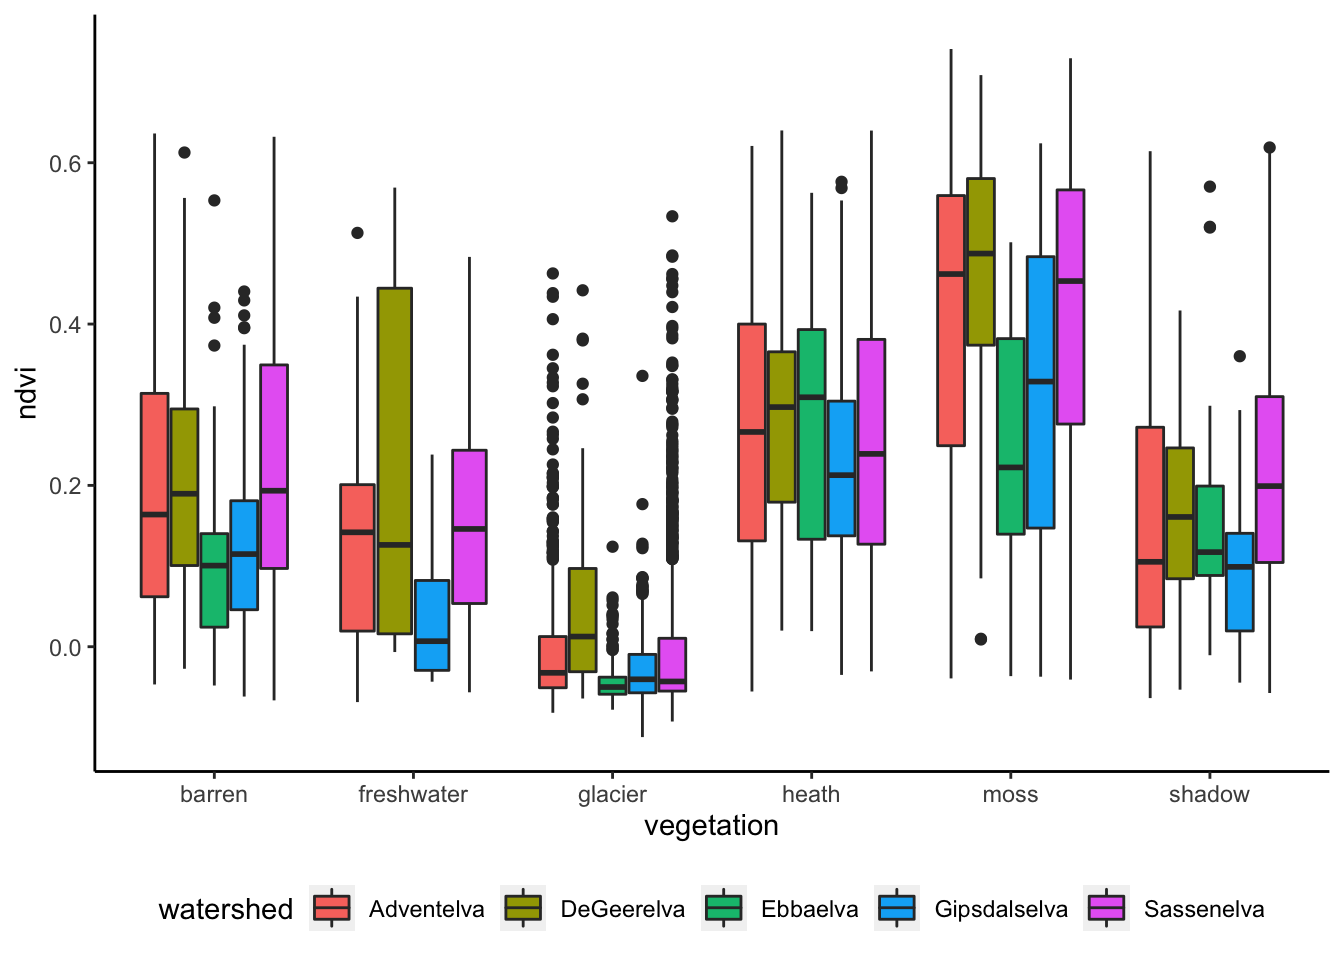 ndvi
0.6
0.4
0.2
0.0
barren freshwater glacier heath moss shadow
vegetation
watershed Adventelva DeGeerelva Ebbaelva Gipsdalselva Sassenelva